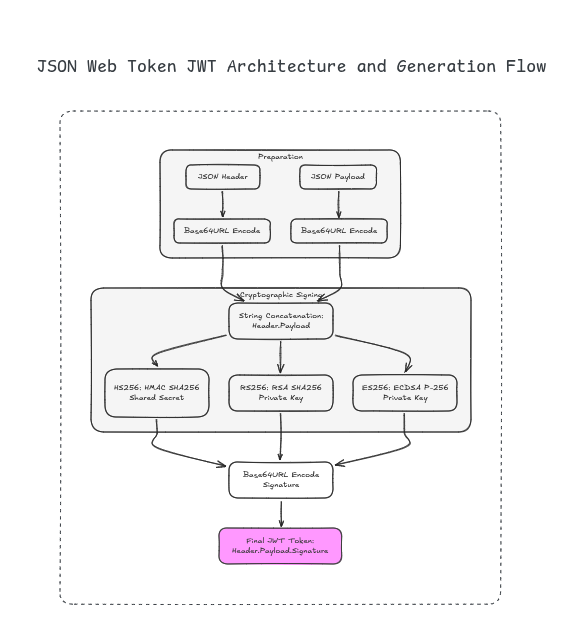 JSON Web Token JWT Architecture and Generation Flow
Preparation
JSON Header
JSON Payload
Base64URL Encode
Base64URL Encode
Cryptographic Signing
String Concatenation:
Header.Payload
HS256: HMAC SHA256
Shared Secret
RS256: RSA SHA256
Private Key
ES256: ECDSA P-256
Private Key
Base64URL Encode
Signature
Final JWT Token:
Header.Payload.Signature